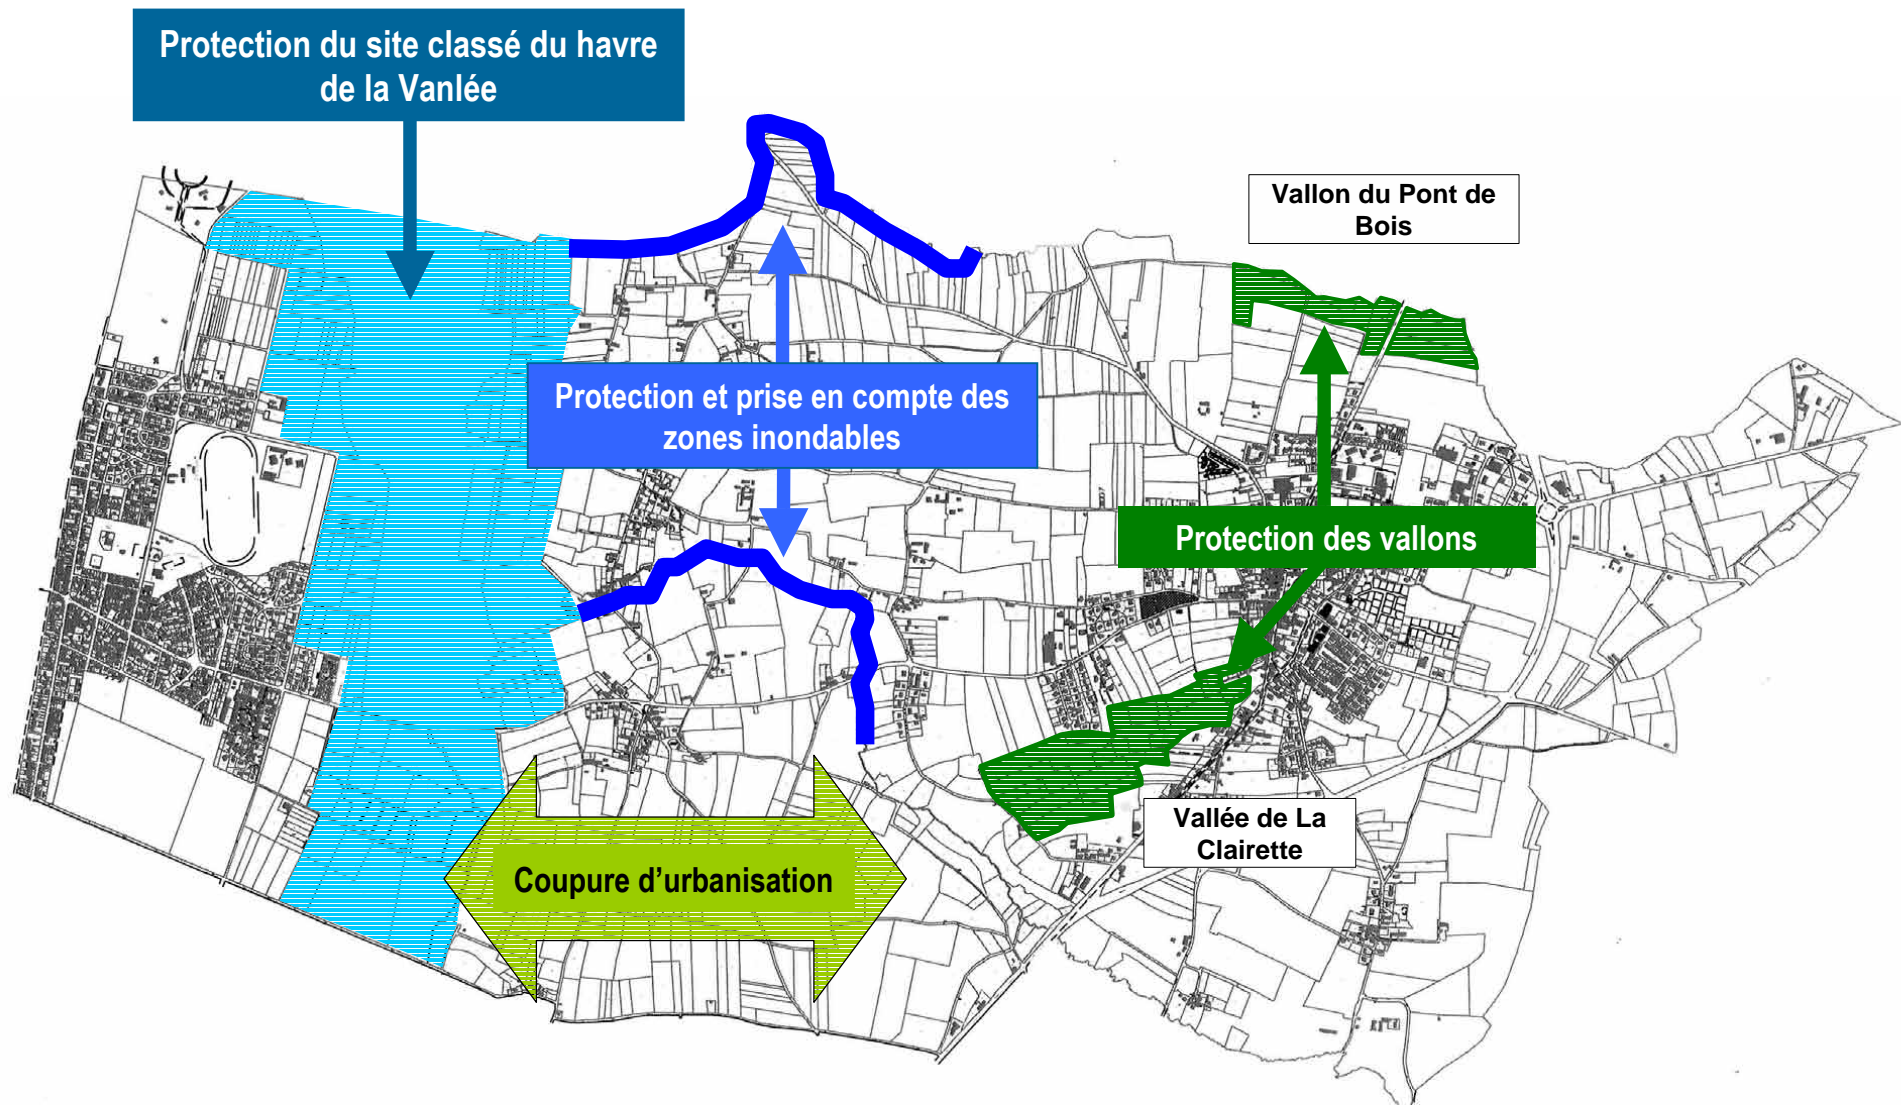 Protection du site classé du havre
de la Vanlée
Vallon du Pont de
Bois
Protection et prise en compte des
zones inondables
Protection des vallons
Vallée de La
Clairette
Coupure d’urbanisation